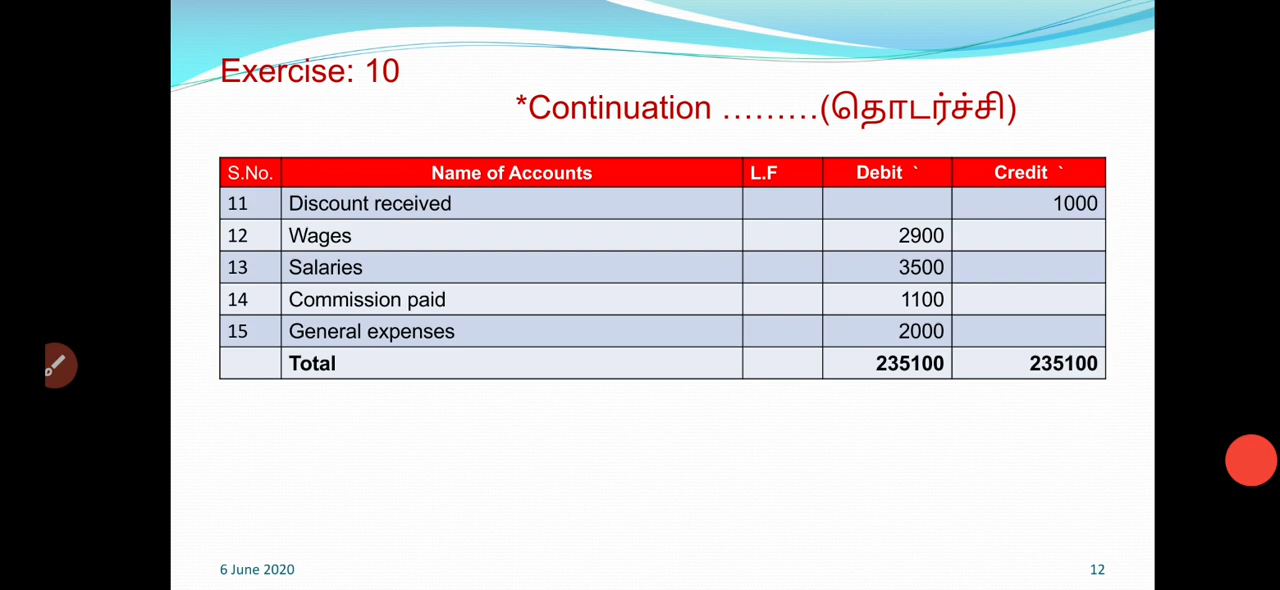 Exercise: 10
*Continuation ………(தொடர்ச்சி)
S.No. Name of Accounts L.F Debit ` Credit `
11 Discount received 1000
12 Wages 2900
13 Salaries 3500
14 Commission paid 1100
15 General expenses 2000
Total 235100 235100
6 June 2020 12